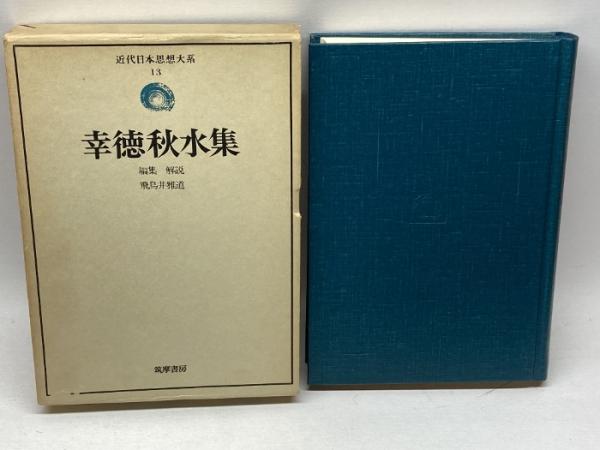 近代日本思想大系
13
幸徳秋水集
編集 解説
飛鳥井雅道
筑摩書房